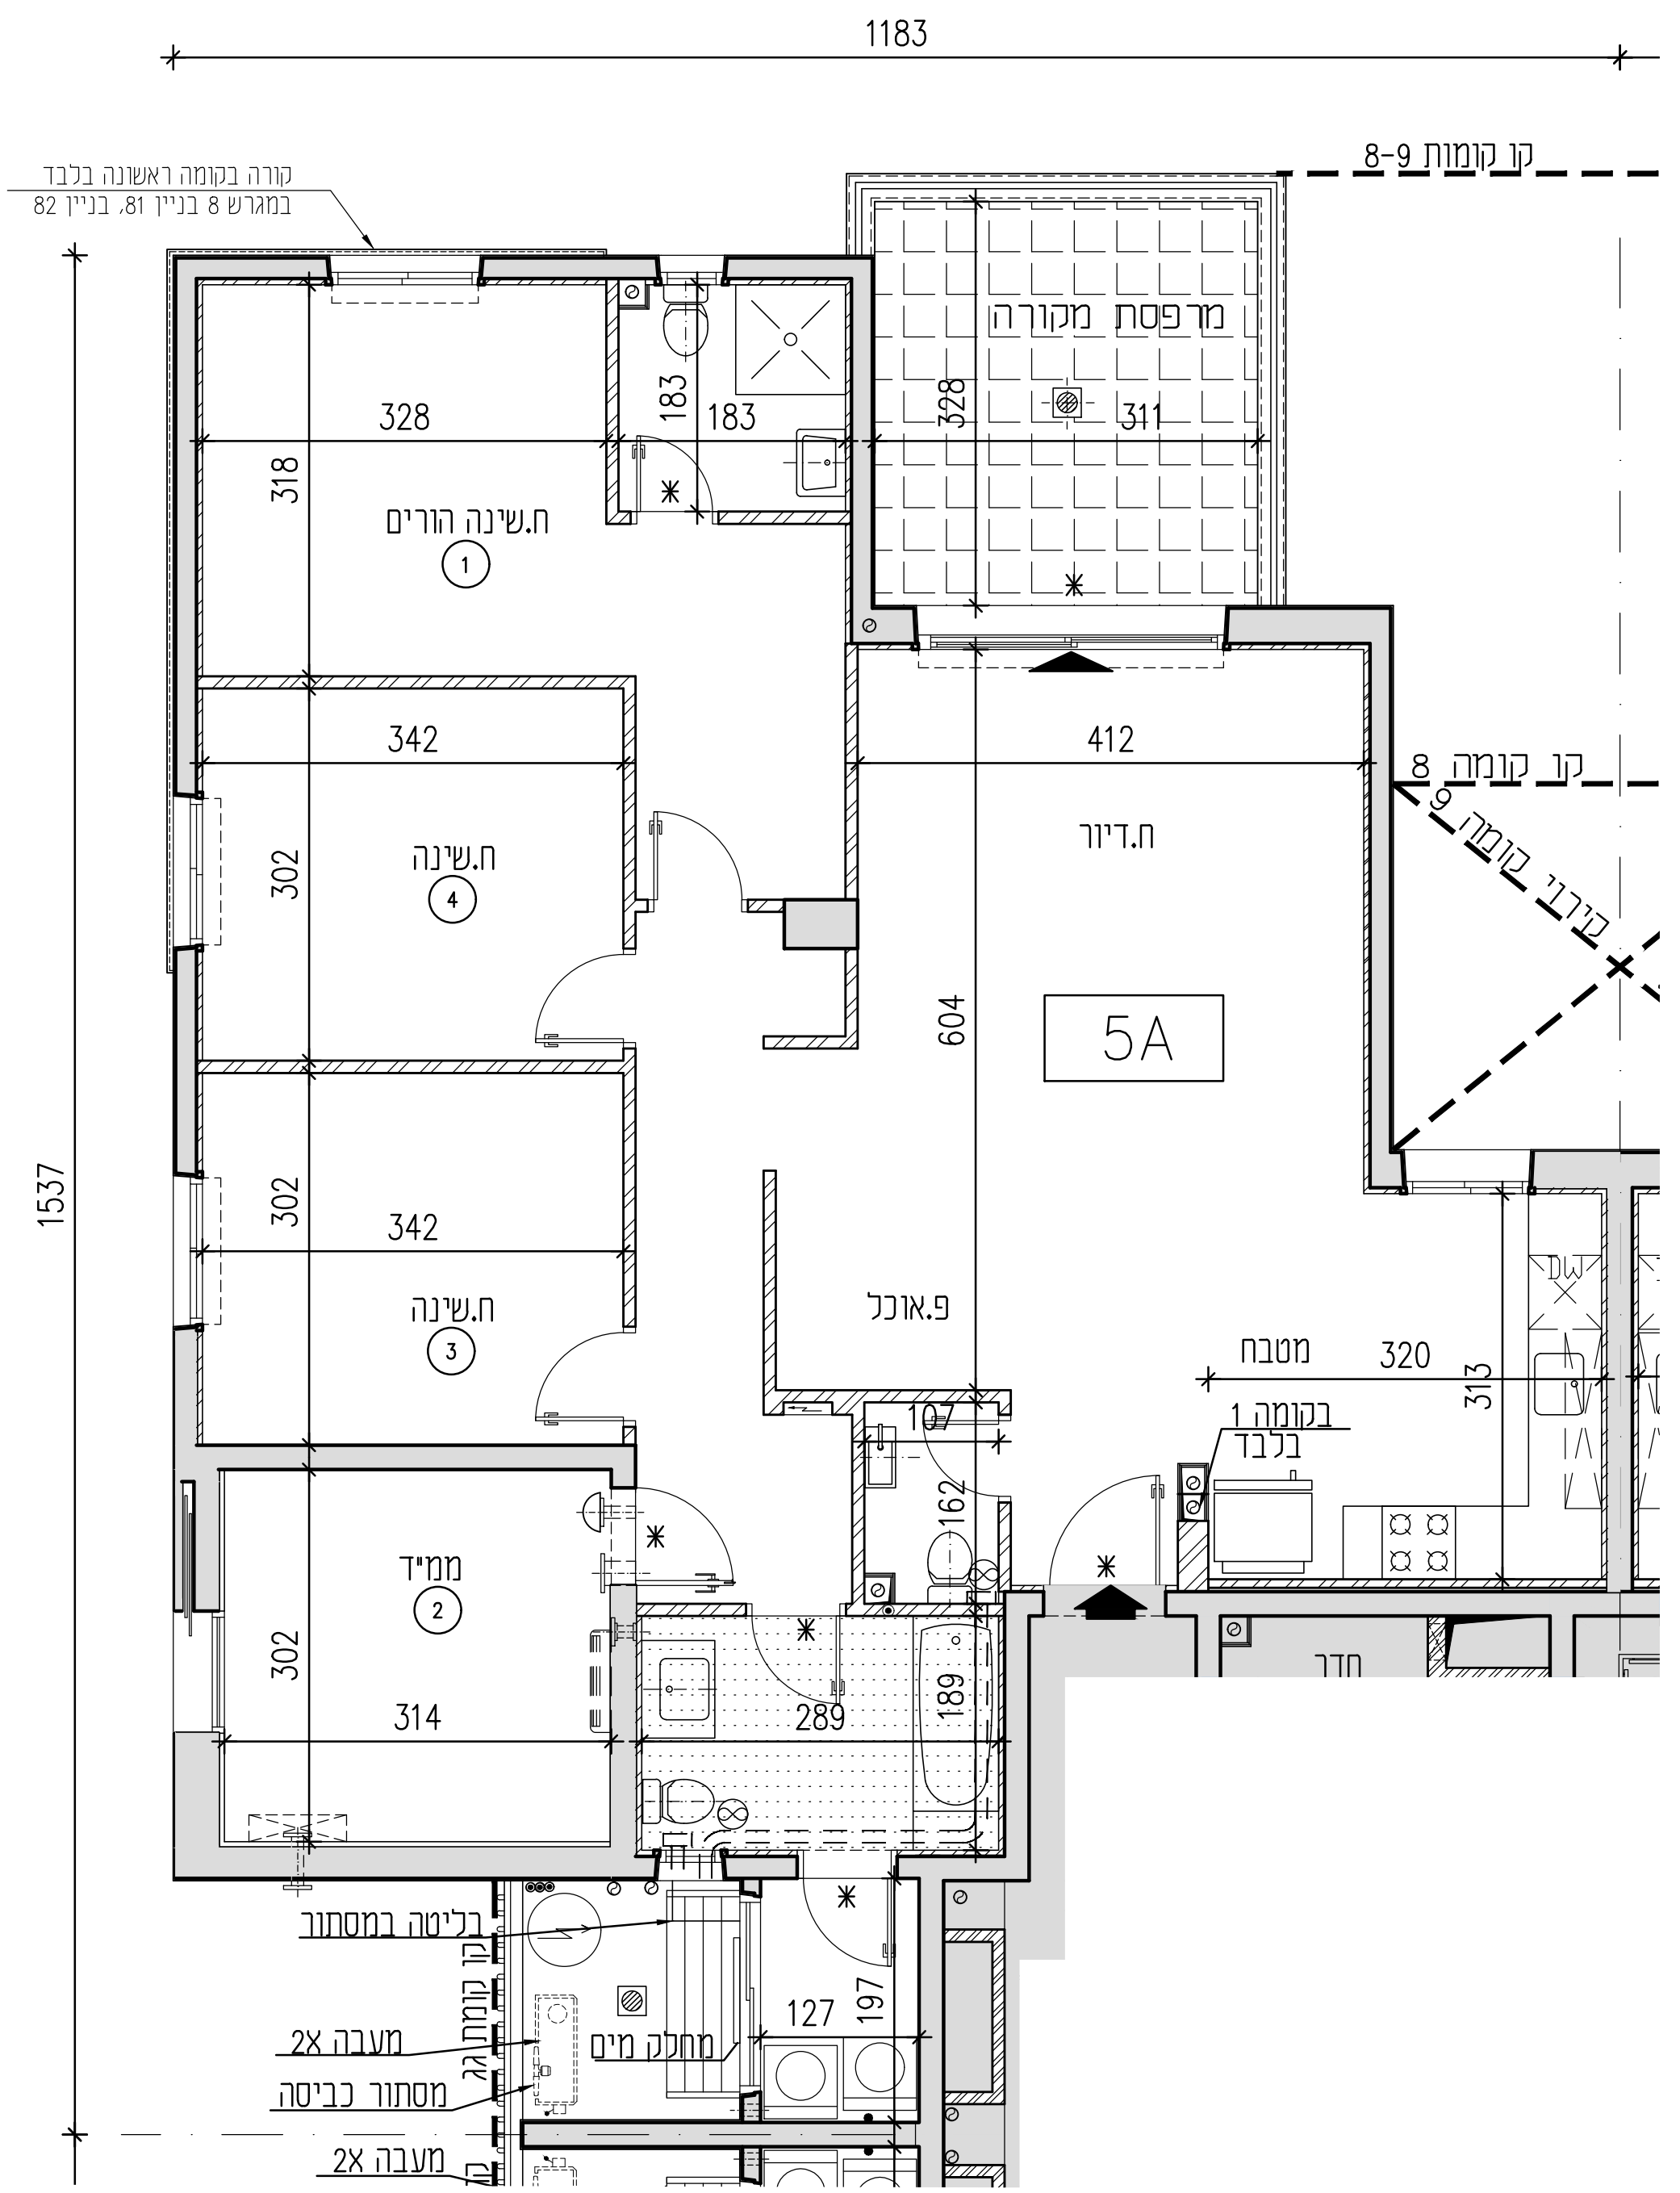 1183
קו קומות 8-9
קורה בקומה ראשונה בלבד
במגרש 8 בניין 81, בניין 82
מרפסת מקורה
328
311
328
183
183
318
ח.שינה הורים
1
342
412
קו קומה 8
קירוי קומה 9
ח.דיור
302
ח.שינה
4
604
5A
1537
302
342
ח.שינה
3
פ.אוכל
DW
מטבח
320
313
107
בקומה 1
בלבד
162
ממ"ד
2
302
314
189
289
חדר
בליטה במסתור
קו קומת גג
127
197
מעבה 2X
מחלק מים
מסתור כביסה
מעבה 2X
קו